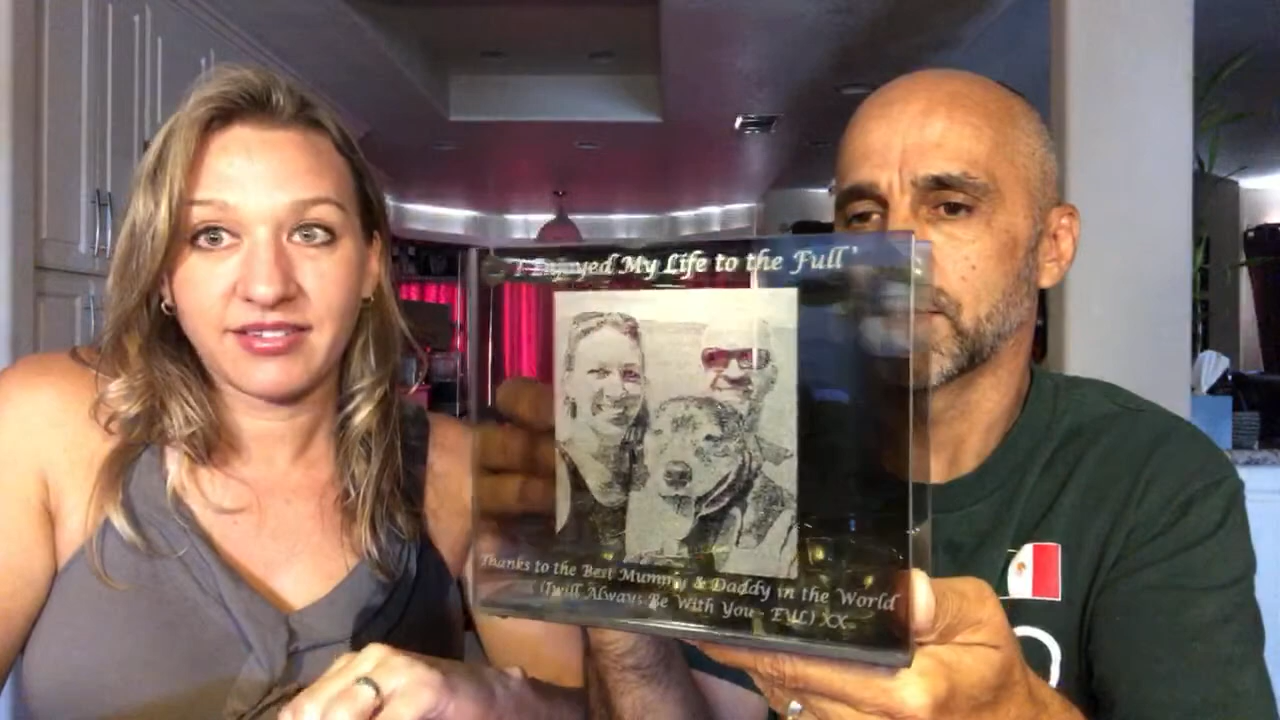 'I Enjoyed My Life to the Full'
Thanks to the Best Mummy & Daddy in the World
(I will Always Be With You - EVL) XX